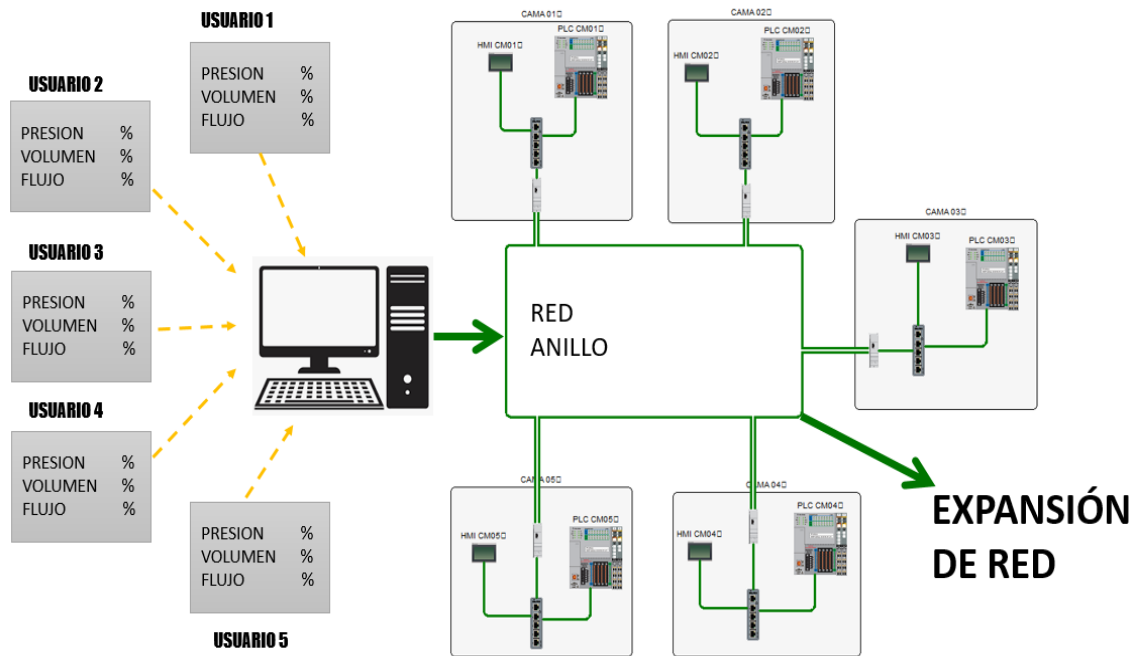 USUARIO 1
PRESION %
VOLUMEN %
FLUJO %
USUARIO 2
PRESION %
VOLUMEN %
FLUJO %
USUARIO 3
PRESION %
VOLUMEN %
FLUJO %
USUARIO 4
PRESION %
VOLUMEN %
FLUJO %
PRESION %
VOLUMEN %
FLUJO %
USUARIO 5
CAMA 01
HMI CM01
PLC CM01
CAMA 02
HMI CM02
PLC CM02
CAMA 03
HMI CM03
PLC CM03
RED
ANILLO
CAMA 05
HMI CM05
PLC CM05
CAMA 04
HMI CM04
PLC CM04
EXPANSIÓN
DE RED